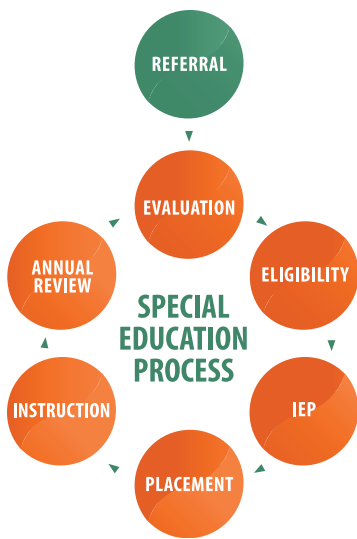 REFERRAL
EVALUATION
ELIGIBILITY
IEP
PLACEMENT
INSTRUCTION
ANNUAL
REVIEW
SPECIAL
EDUCATION
PROCESS